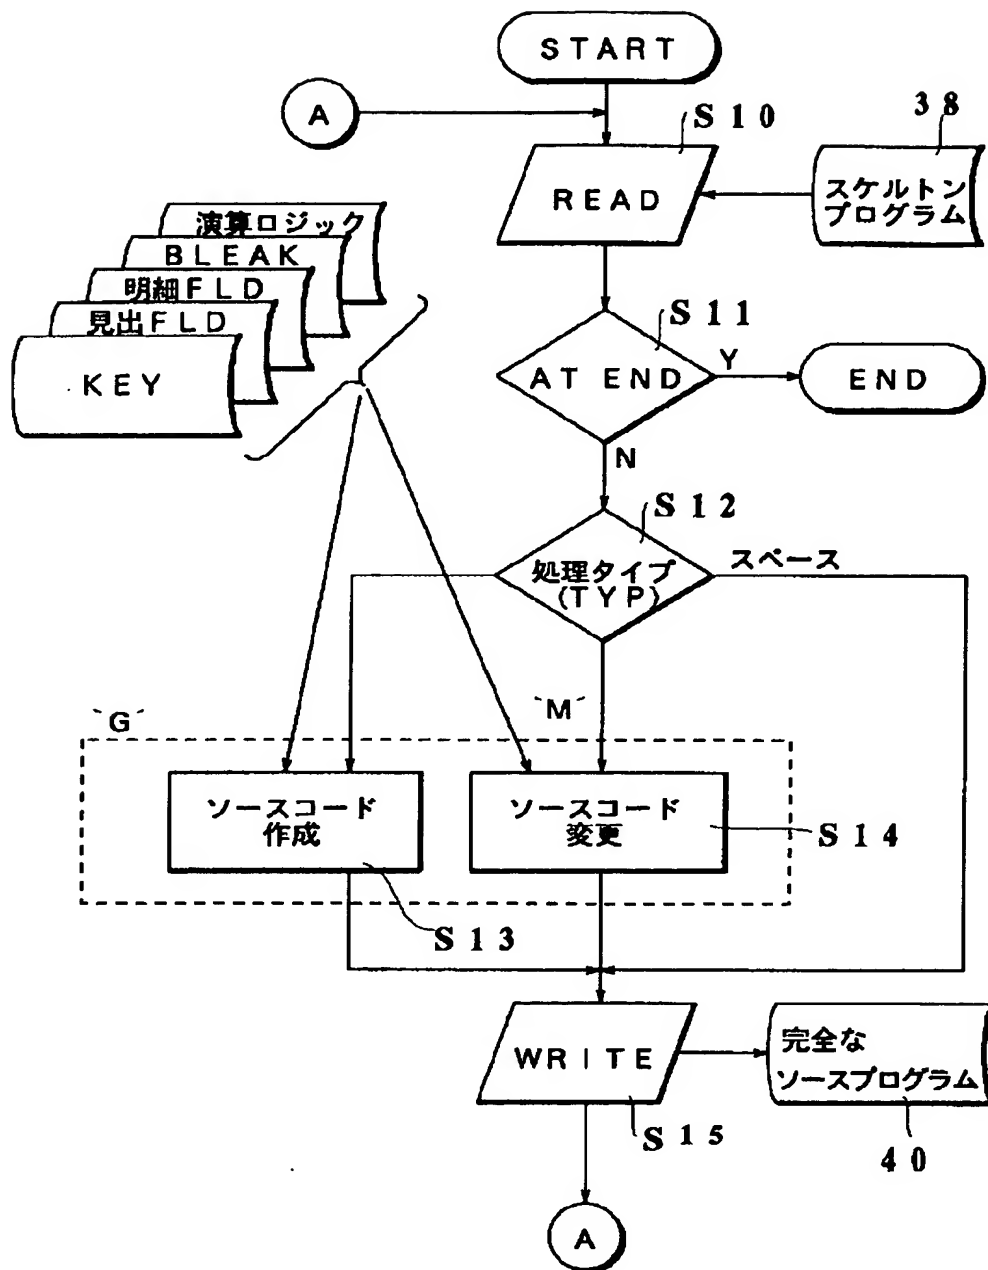 START
A
S10
38
READ
スケルトン
プログラム
演算ロジック
BLEAK
明細FLD
見出FLD
KEY
S11
AT END
Y
END
N
S12
処理タイプ
(TYP)
スペース
`G´
`M´
ソースコード
作成
ソースコード
変更
S14
S13
WRITE
完全な
ソースプログラム
S15
40
A